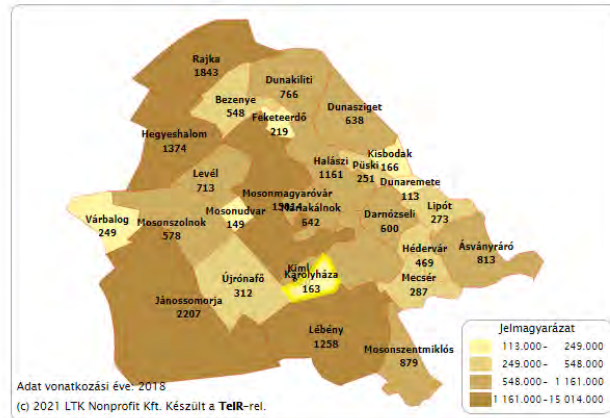 Rajka
1843
Dunakiliti
766
Bezenye
548
Feketeerdő
219
Dunasziget
638
Hegyeshalom
1374
Halászi
1161
Püski
251
Kisbodak
166
Levél
713
Dunaremete
113
Mosonmagyaróvár
Máriakálnok
642
Várbalog
249
Mosonszolnok
578
Mosonudvar
149
Darnózseli
600
Lipót
273
Hédervár
469
Ásványráró
813
Károlyháza
163
Mecsér
287
Újrónafő
312
Jánossomorja
2207
Lébény
1258
Mosonszentmiklós
879
Jelmagyarázat
113.000- 249.000
249.000- 548.000
548.000- 1 161.000
1 161.000-15 014.000
Adat vonatkozási éve: 2018
(c) 2021 LTK Nonprofit Kft. Készült a TeIR-rel.